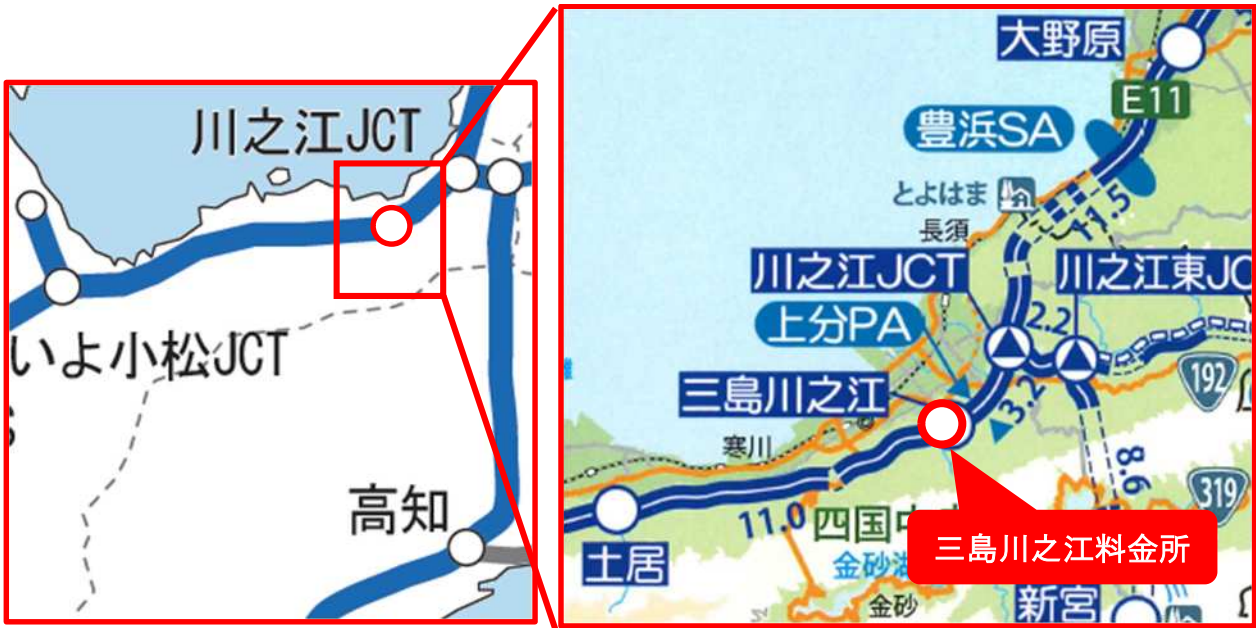 川之江JCT
いよ小松JCT
高知
大野原
E11
豊浜SA
とよはま
11.5
長須
川之江JCT
川之江東JC
上分PA
2.2
192
三島川之江
3.2
寒川
8.6
319
11.0
四国中
三島川之江料金所
土居
金砂湖
金砂
新宮